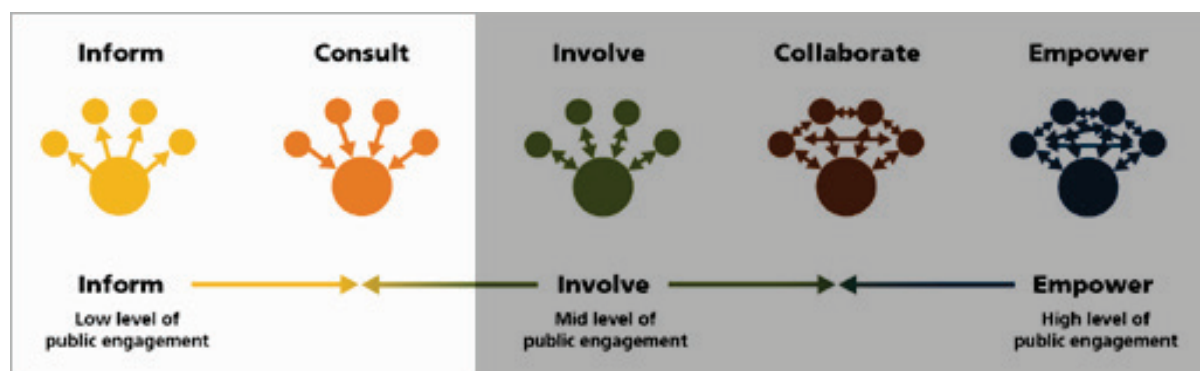 Inform Consult Involve Collaborate Empower
Inform Involve Empower
Low level of Mid level of High level of
public engagement public engagement public engagement